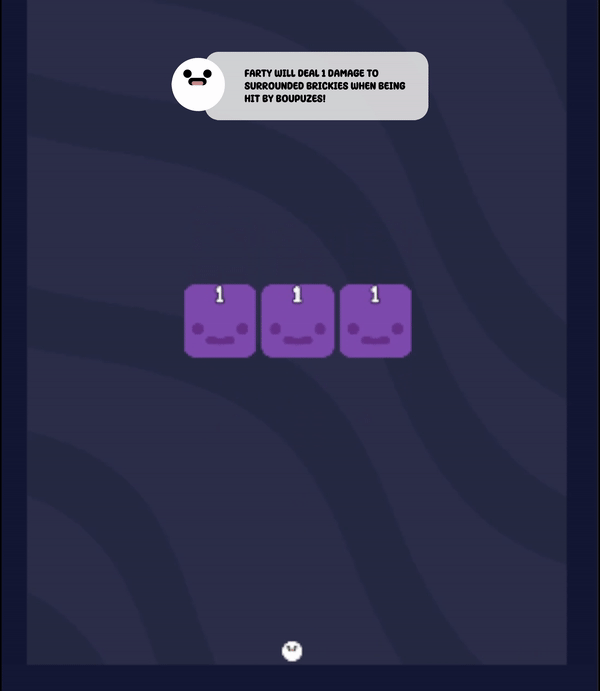 FARTY WILL DEAL 1 DAMAGE TO
SURROUNDED BRICKIES WHEN BEING
HIT BY BOUPUZES!
1 1 1